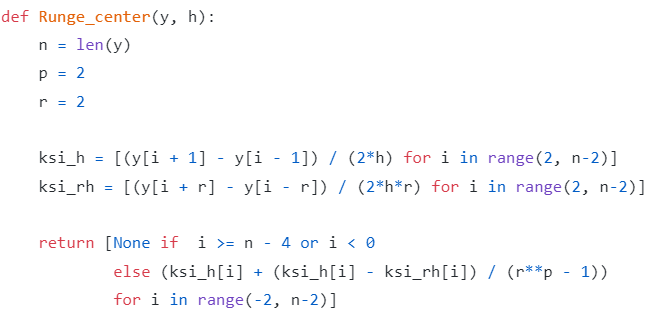 def Runge_center(y, h):
    n = len(y)
    p = 2
    r = 2

    ksi_h = [(y[i + 1] - y[i - 1]) / (2*h) for i in range(2, n-2)]
    ksi_rh = [(y[i + r] - y[i - r]) / (2*h*r) for i in range(2, n-2)]

    return [None if  i >= n - 4 or i < 0
            else (ksi_h[i] + (ksi_h[i] - ksi_rh[i]) / (r**p - 1))
            for i in range(-2, n-2)]